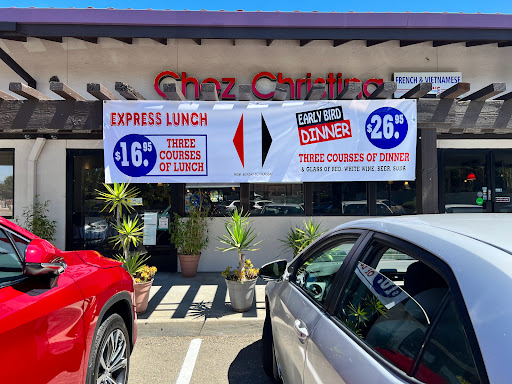 Chez Christina
FRENCH & VIETNAMESE
EXPRESS LUNCH
$16.95
THREE
COURSES
OF LUNCH
EARLY BIRD
DINNER
$26.95
THREE COURSES OF DINNER
& GLASS OF RED, WHITE WINE, BEER, SODA